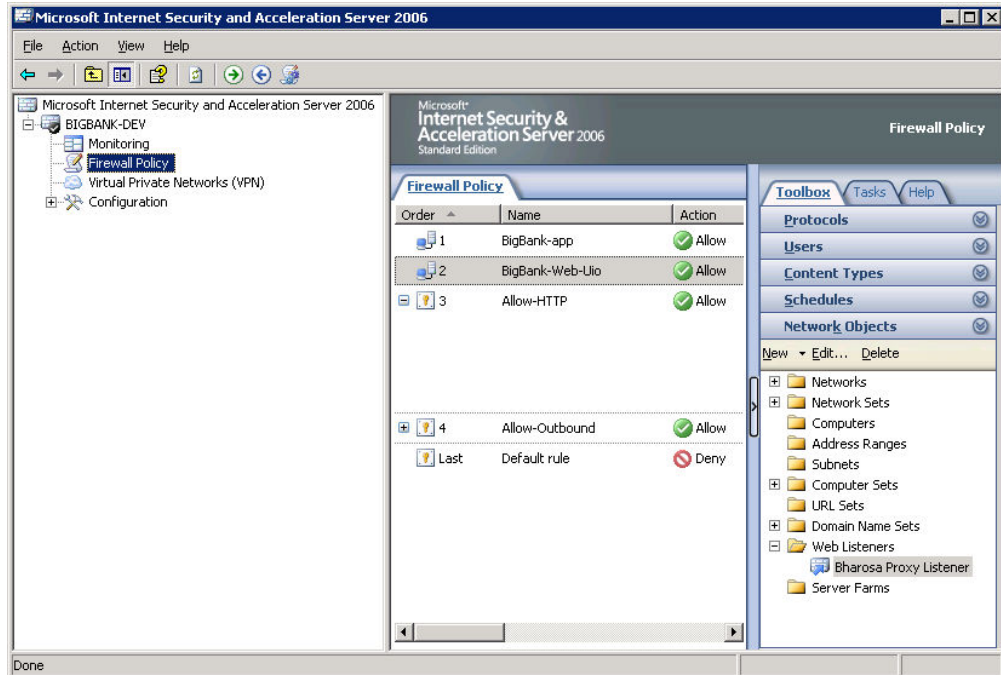 Microsoft Internet Security and Acceleration Server 2006
File Action View Help
Microsoft Internet Security and Acceleration Server 2006
BIGBANK-DEV
Monitoring
Firewall Policy
Virtual Private Networks (VPN)
Configuration
Microsoft®
Internet Security &
Acceleration Server 2006
Standard Edition
Firewall Policy
Firewall Policy
Order Name Action
1 BigBank-app Allow
2 BigBank-Web-Uio Allow
3 Allow-HTTP Allow
4 Allow-Outbound Allow
Last Default rule Deny
Toolbox Tasks Help
Protocols
Users
Content Types
Schedules
Network Objects
New Edit... Delete
Networks
Network Sets
Computers
Address Ranges
Subnets
Computer Sets
URL Sets
Domain Name Sets
Web Listeners
Bharosa Proxy Listener
Server Farms
Done